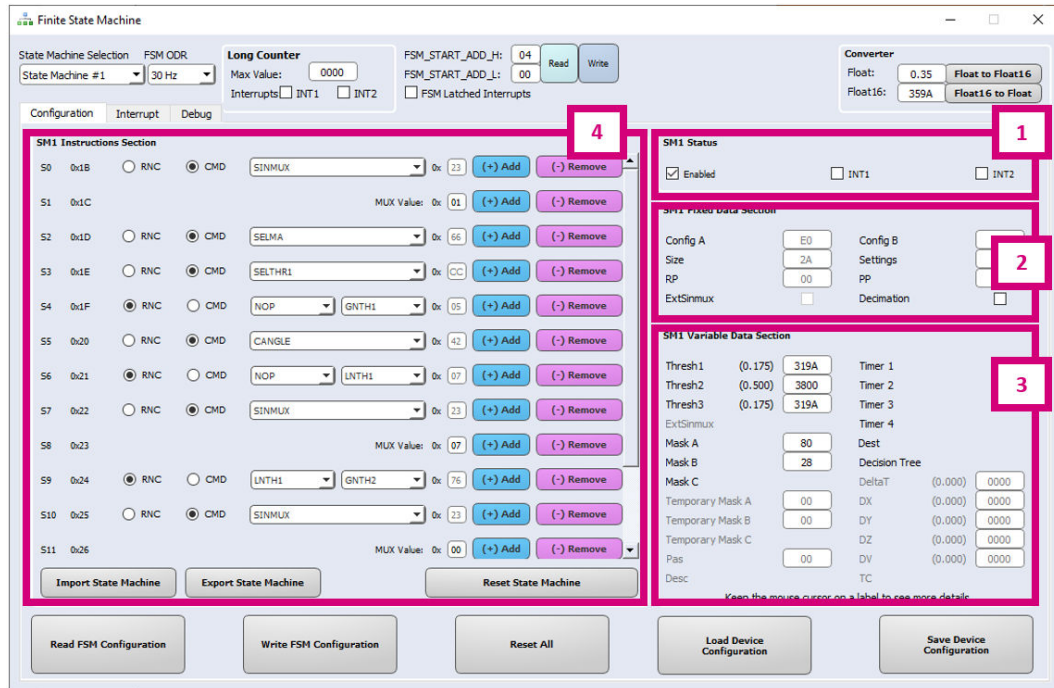 Finite State Machine
State Machine Selection FSM ODR
State Machine #1 30 Hz
Long Counter
Max Value: 0000
Interrupts INT1 INT2
FSM_START_ADD_H: 04
FSM_START_ADD_L: 00
Read Write
FSM Latched Interrupts
Converter
Float: 0.35 Float to Float16
Float16: 359A Float16 to Float
Configuration Interrupt Debug
4
SM1 Instructions Section
S0 0x1B RNC CMD SINMUX 0x 23 (+) Add (-) Remove
S1 0x1C MUX Value: 0x 01 (+) Add (-) Remove
S2 0x1D RNC CMD SELMA 0x 66 (+) Add (-) Remove
S3 0x1E RNC CMD SELTHR1 0x CC (+) Add (-) Remove
S4 0x1F RNC CMD NOP GNTH1 0x 05 (+) Add (-) Remove
S5 0x20 RNC CMD CANGLE 0x 42 (+) Add (-) Remove
S6 0x21 RNC CMD NOP LNTH1 0x 07 (+) Add (-) Remove
S7 0x22 RNC CMD SINMUX 0x 23 (+) Add (-) Remove
S8 0x23 MUX Value: 0x 07 (+) Add (-) Remove
S9 0x24 RNC CMD LNTH1 GNTH2 0x 76 (+) Add (-) Remove
S10 0x25 RNC CMD SINMUX 0x 23 (+) Add (-) Remove
S11 0x26 MUX Value: 0x 00 (+) Add (-) Remove
Import State Machine Export State Machine Reset State Machine
1
SM1 Status
Enabled INT1 INT2
2
SM1 Fixed Data Section
Config A E0 Config B
Size 2A Settings
RP 00 PP
ExtSinmux Decimation
3
SM1 Variable Data Section
Thresh1 (0.175) 319A Timer 1
Thresh2 (0.500) 3800 Timer 2
Thresh3 (0.175) 319A Timer 3
ExtSinmux Timer 4
Mask A 80 Dest
Mask B 28 Decision Tree
Mask C DeltaT (0.000) 0000
Temporary Mask A 00 DX (0.000) 0000
Temporary Mask B 00 DY (0.000) 0000
Temporary Mask C DZ (0.000) 0000
Pas 00 DV (0.000) 0000
Desc TC
Keep the mouse cursor on a label to see more details
Read FSM Configuration Write FSM Configuration Reset All Load Device Configuration Save Device Configuration